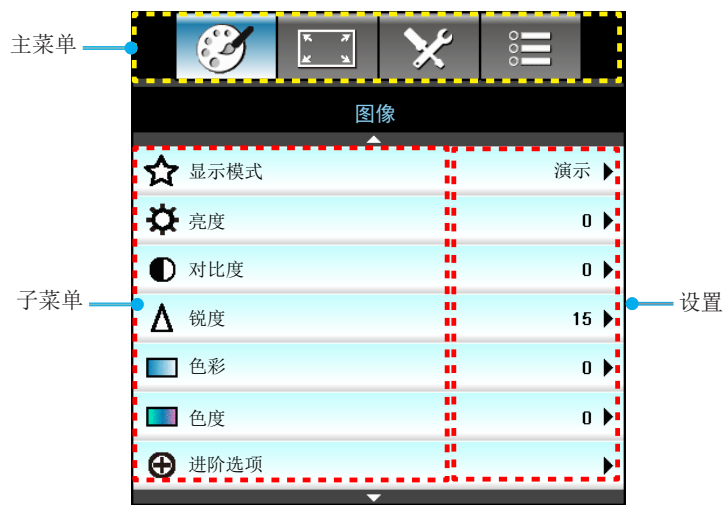 主菜单
图像
显示模式 演示
亮度 0
对比度 0
子菜单
锐度 15
设置
色彩 0
色度 0
进阶选项